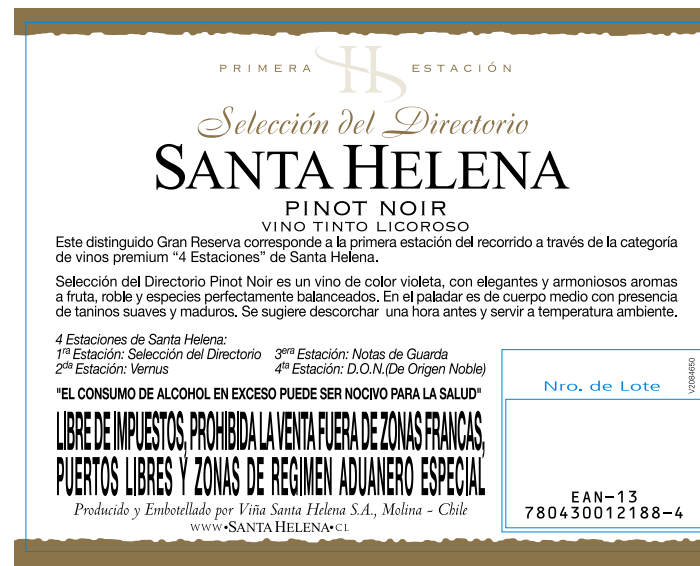 PRIMERA HS ESTACIÓN
Selección del Directorio
SANTA HELENA
PINOT NOIR
VINO TINTO LICOROSO
Este distinguido Gran Reserva corresponde a la primera estación del recorrido a través de la categoría
de vinos premium “4 Estaciones” de Santa Helena.
Selección del Directorio Pinot Noir es un vino de color violeta, con elegantes y armoniosos aromas
a fruta, roble y especies perfectamente balanceados. En el paladar es de cuerpo medio con presencia
de taninos suaves y maduros. Se sugiere descorchar una hora antes y servir a temperatura ambiente.
4 Estaciones de Santa Helena:
1ra Estación: Selección del Directorio 3era Estación: Notas de Guarda
2da Estación: Vernus 4ta Estación: D.O.N.(De Origen Noble)
"EL CONSUMO DE ALCOHOL EN EXCESO PUEDE SER NOCIVO PARA LA SALUD"
LIBRE DE IMPUESTOS, PROHIBIDA LA VENTA FUERA DE ZONAS FRANCAS,
PUERTOS LIBRES Y ZONAS DE REGIMEN ADUANERO ESPECIAL
Producido y Embotellado por Viña Santa Helena S.A., Molina - Chile
WWW•SANTA HELENA•CL
Nro. de Lote
V2084650
EAN-13
780430012188-4